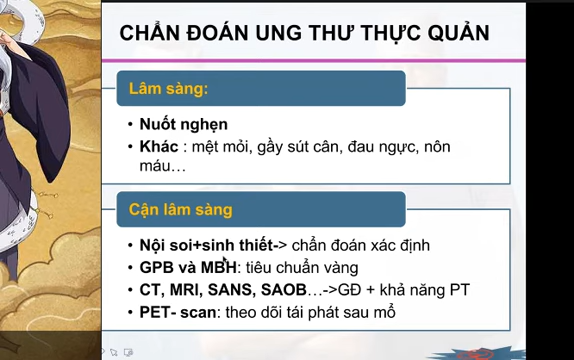 CHẨN ĐOÁN UNG THƯ THỰC QUẢN
Lâm sàng:
• Nuốt nghẹn
• Khác : mệt mỏi, gầy sút cân, đau ngực, nôn
máu…
Cận lâm sàng
• Nội soi+sinh thiết-> chẩn đoán xác định
• GPB và MBH: tiêu chuẩn vàng
• CT, MRI, SANS, SAOB…->GĐ + khả năng PT
• PET- scan: theo dõi tái phát sau mổ